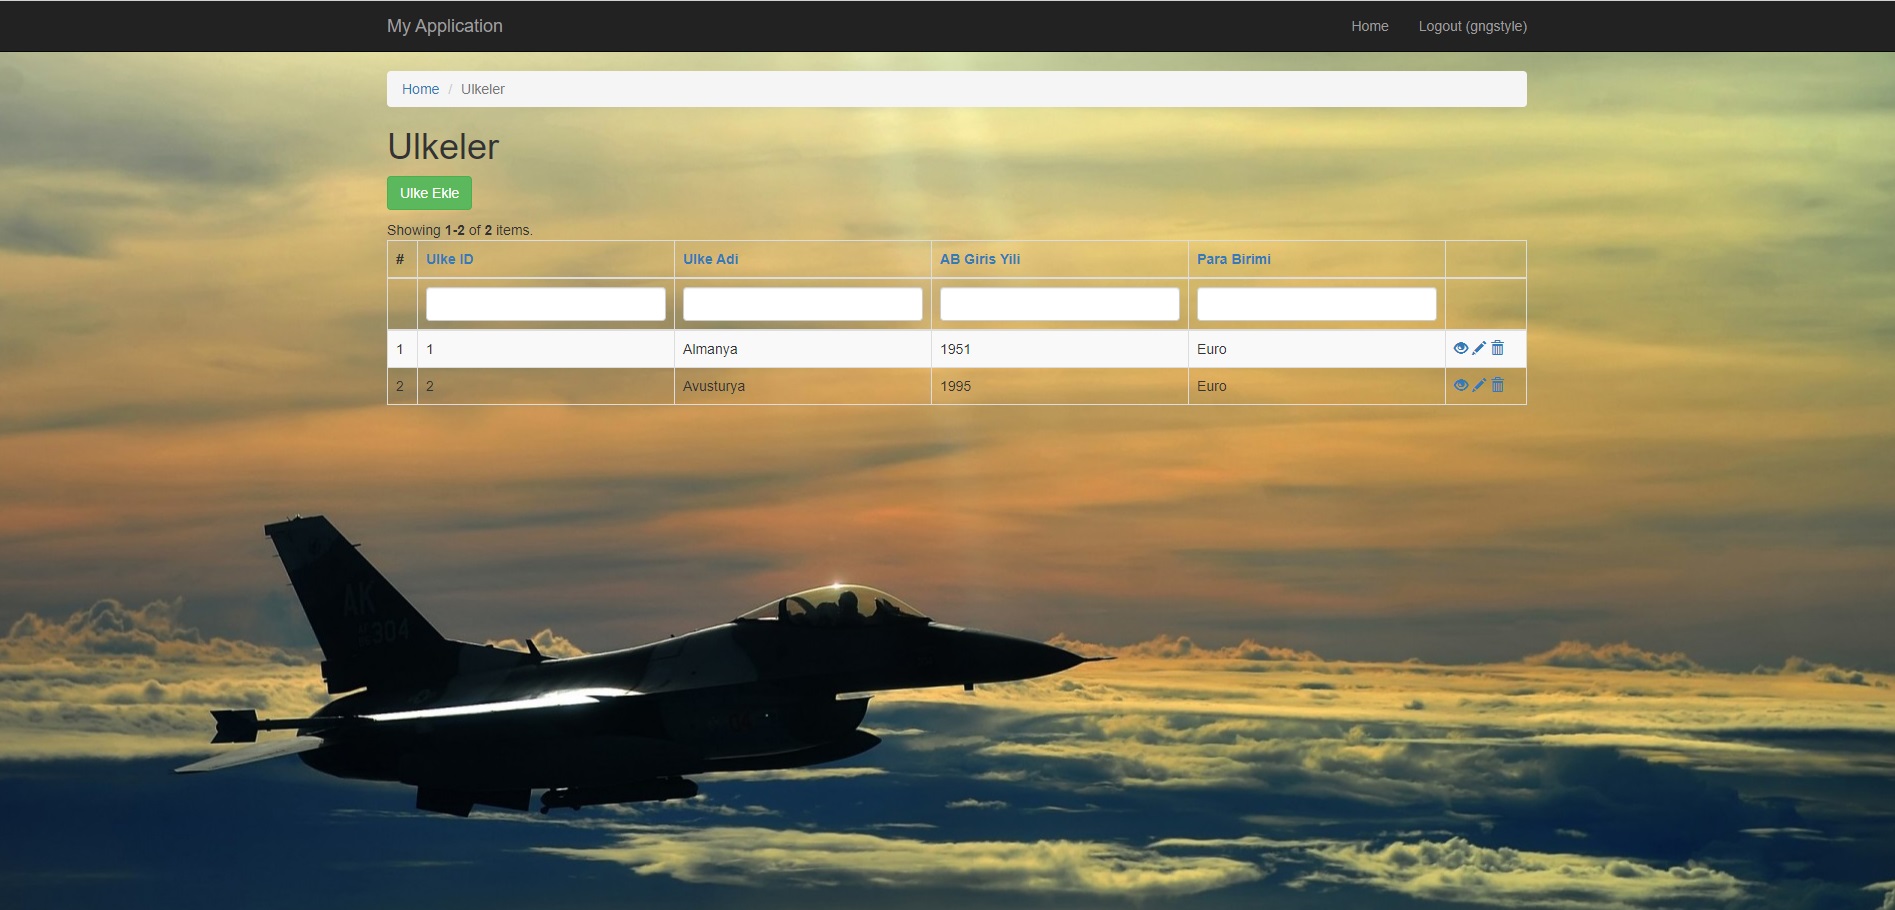 My Application Home Logout (gngstyle)
Home / Ulkeler
Ulkeler
Ulke Ekle
Showing 1-2 of 2 items.
# Ulke ID Ulke Adi AB Giris Yili Para Birimi
1 1 Almanya 1951 Euro
2 2 Avusturya 1995 Euro
AK
304